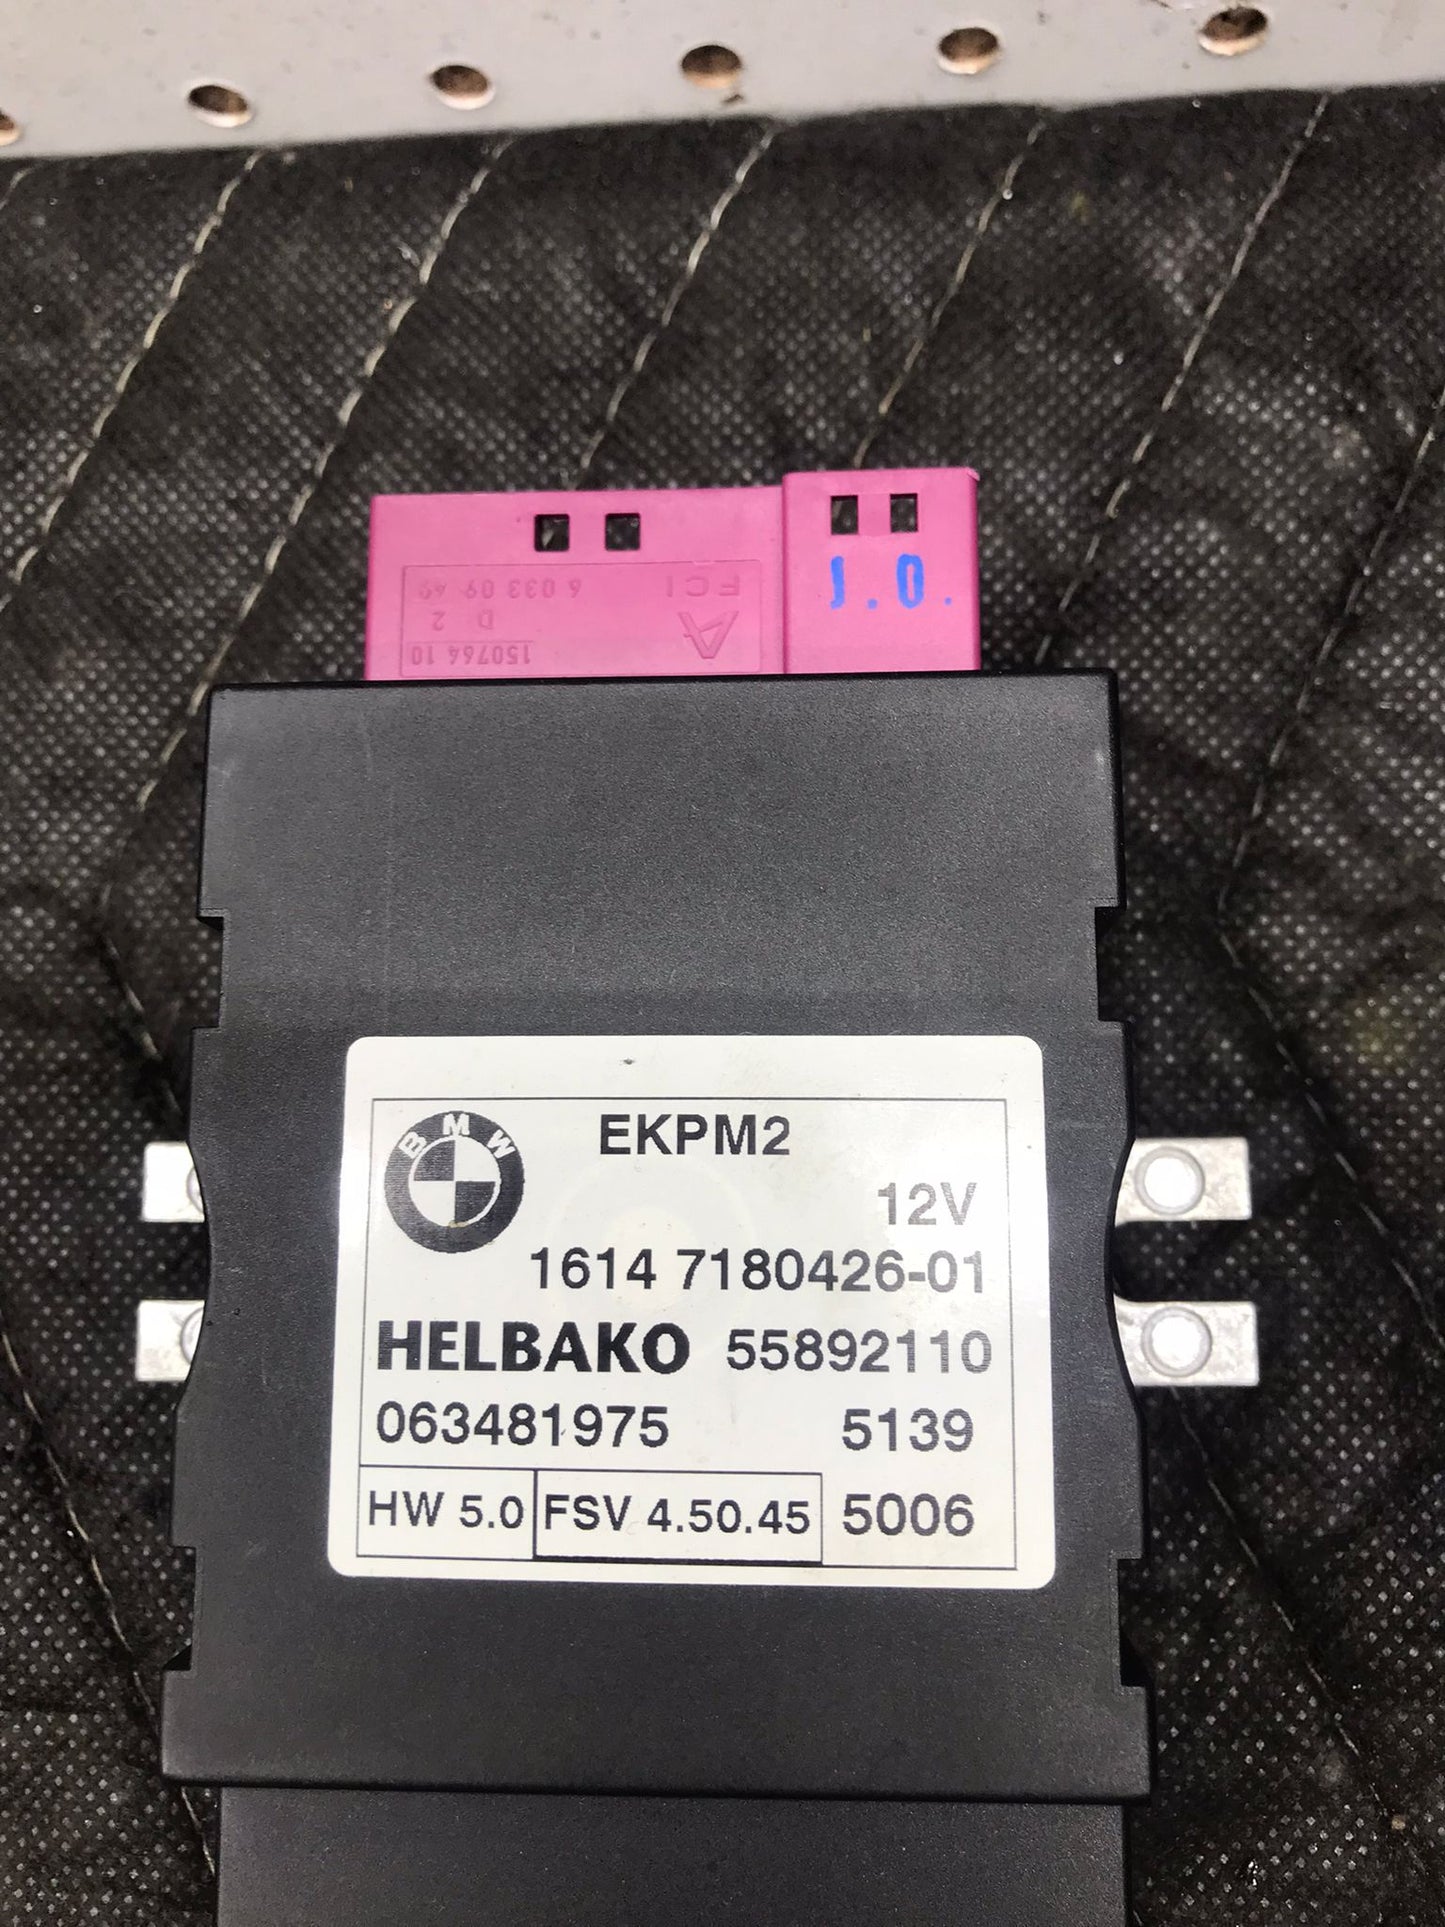 J.O.
FCI
6 033 09 49
A
D 2
150764 10
BMW
EKPM2
12V
1614 7180426-01
HELBAKO 55892110
063481975 5139
HW 5.0 FSV 4.50.45 5006